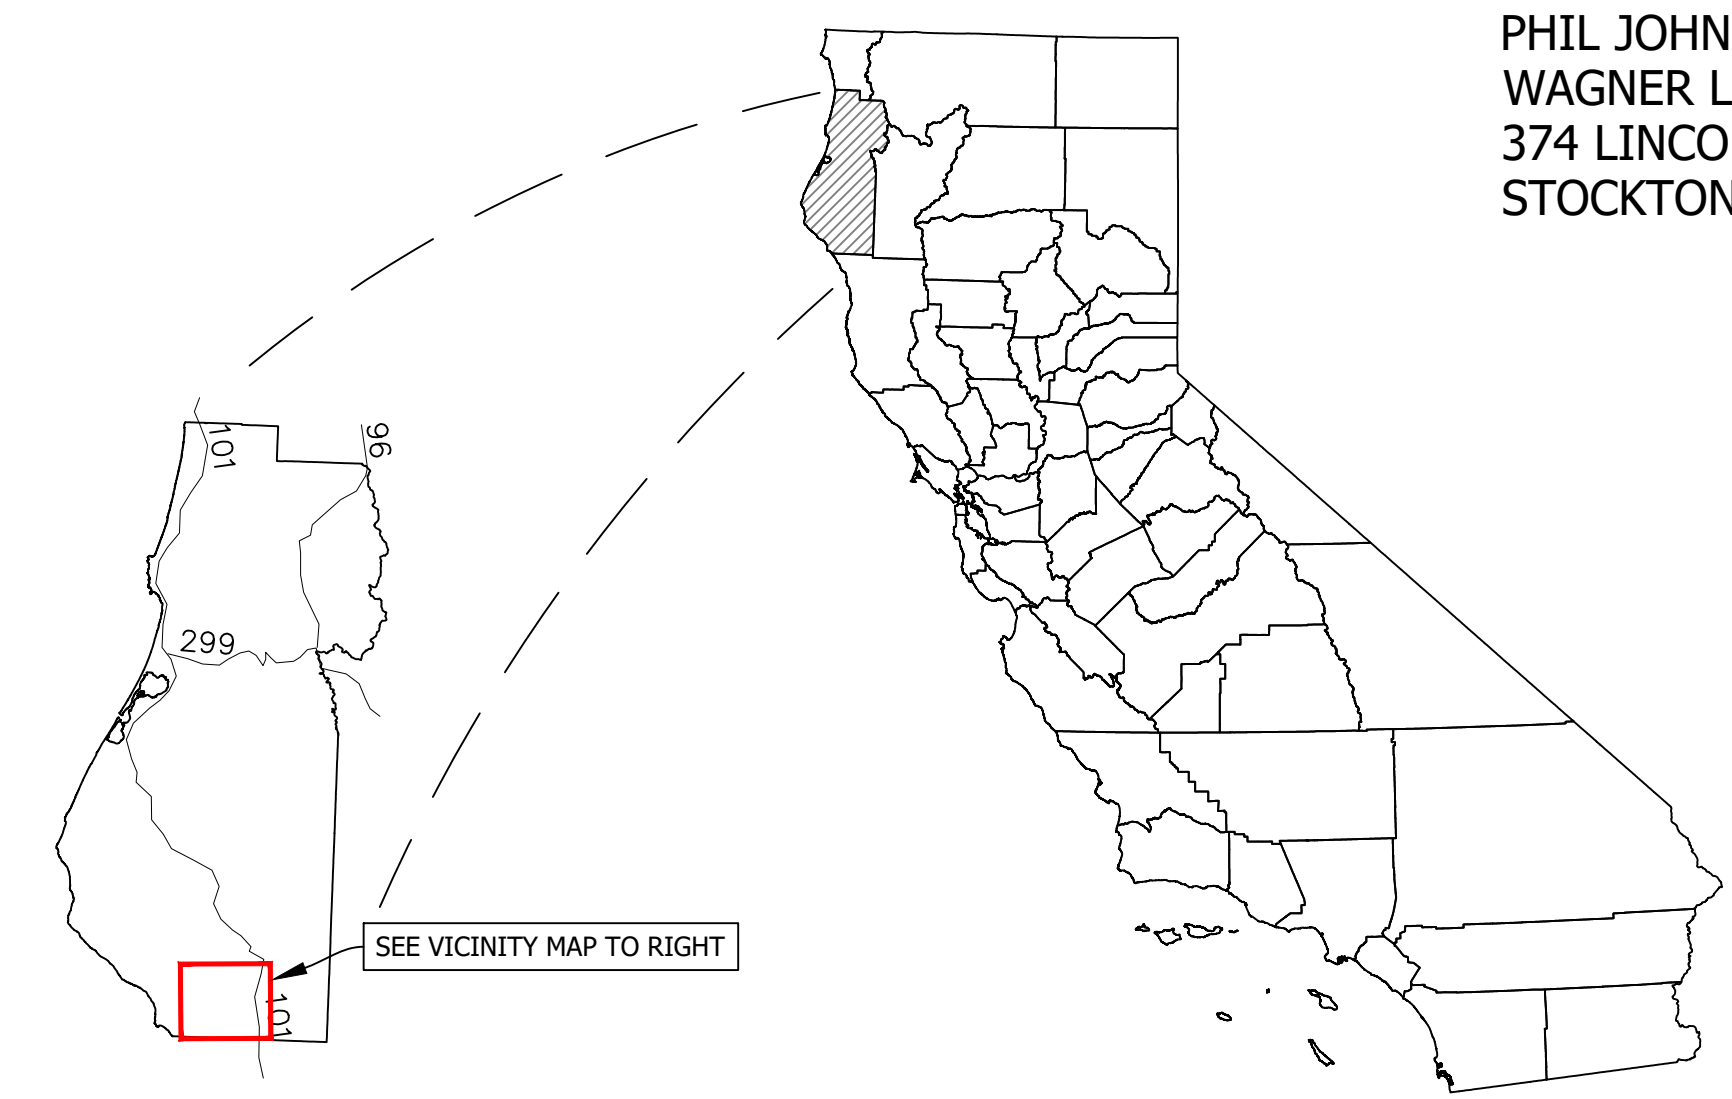 PHIL JOHN
WAGNER L
374 LINCO
STOCKTON
101
96
299
SEE VICINITY MAP TO RIGHT
101